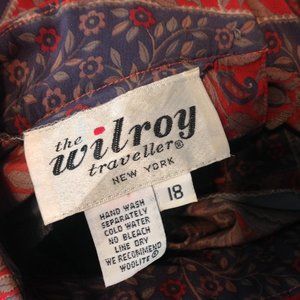 the
wilroy
traveller®
NEW YORK
18
HAND WASH
SEPARATELY
COLD WATER
NO BLEACH
LINE DRY
WE RECOMMEND
WOOLITE®